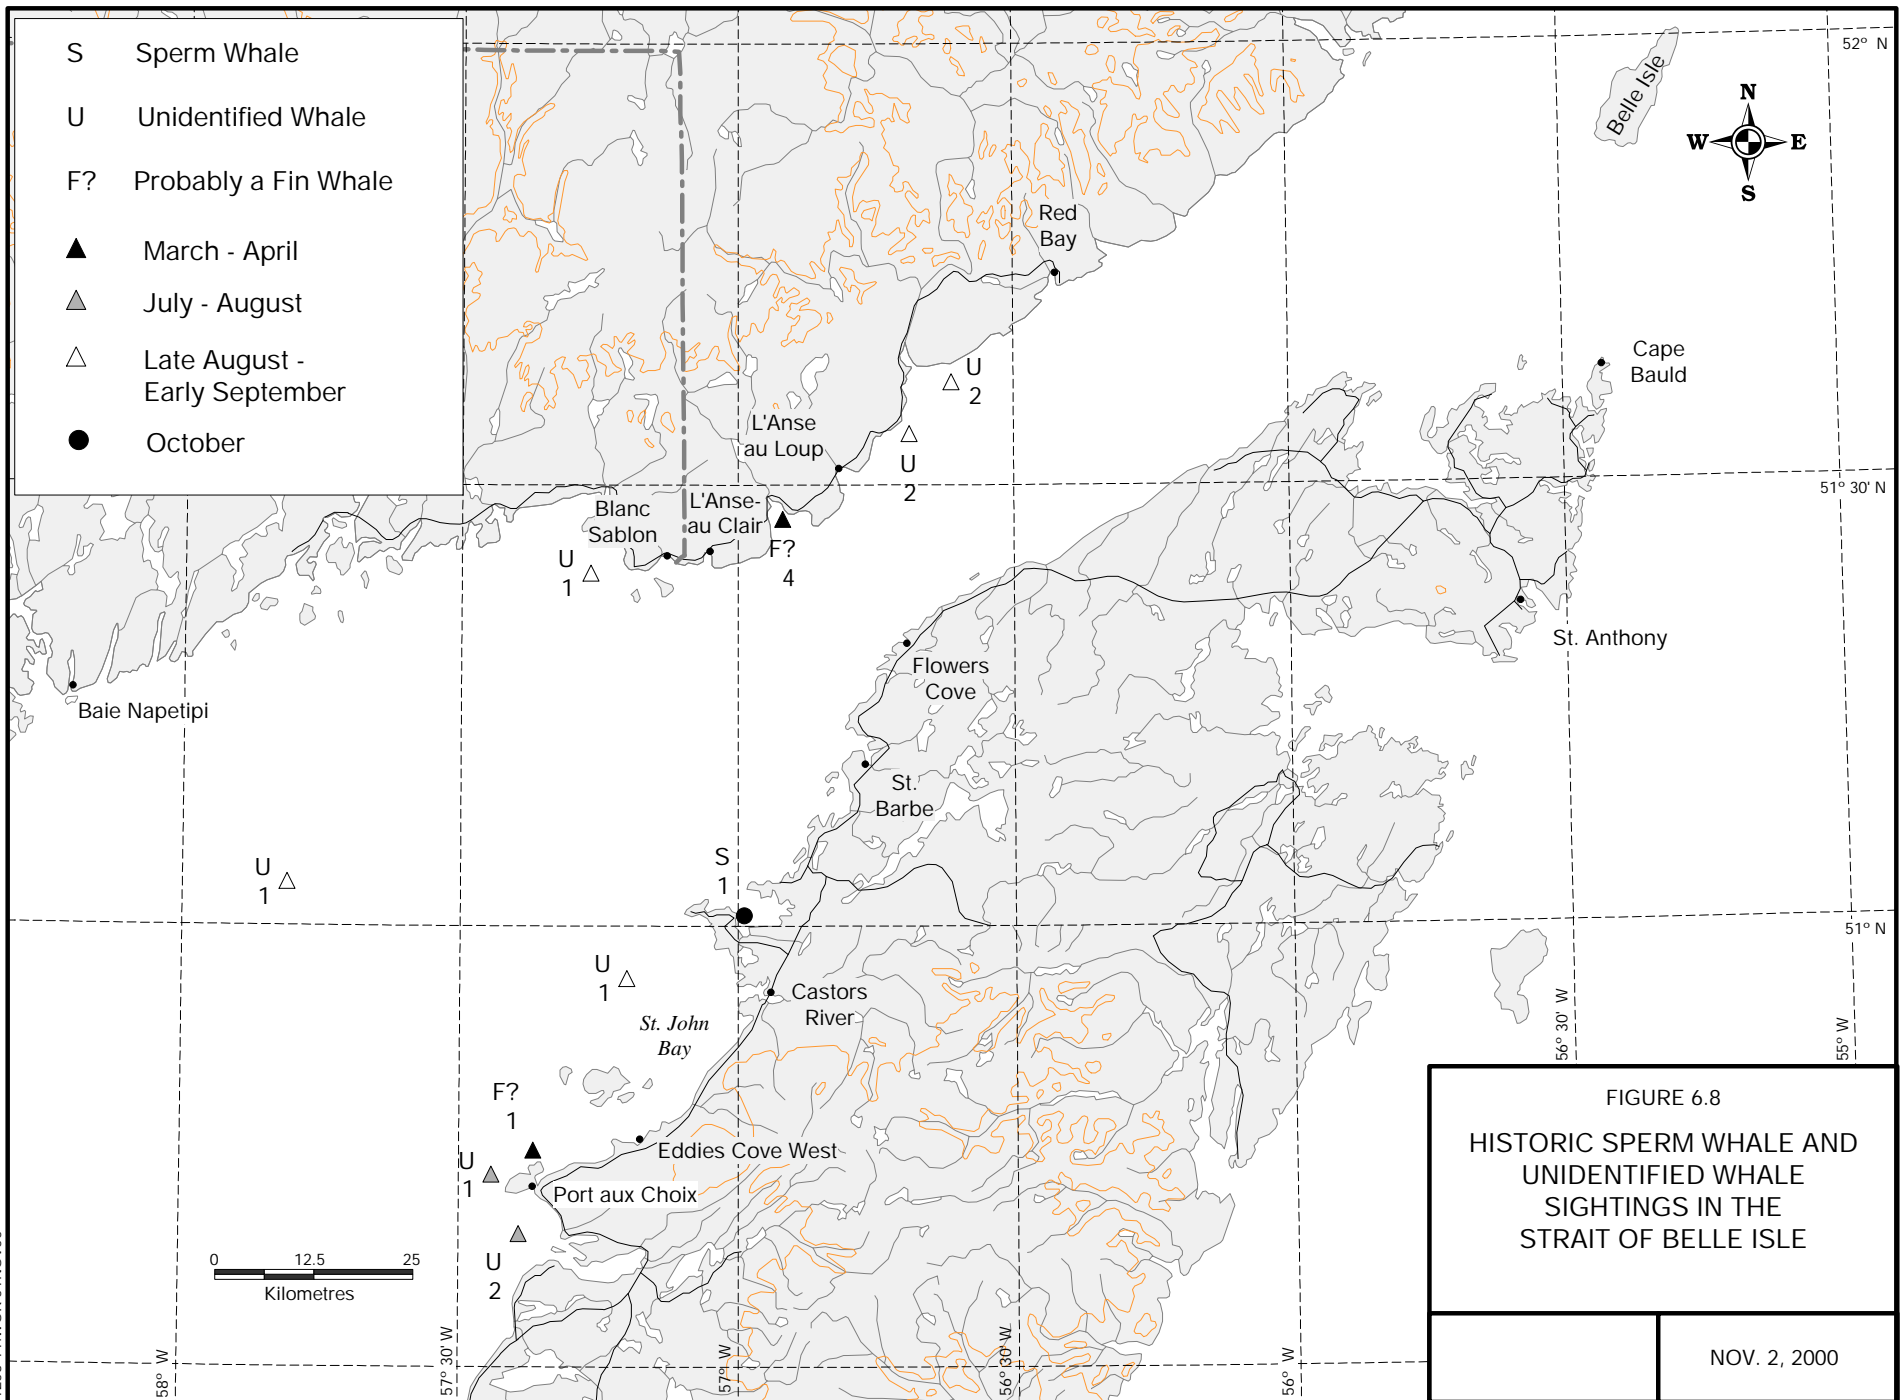 S Sperm Whale
U Unidentified Whale
F? Probably a Fin Whale
March - April
July - August
Late August -
Early September
October
52° N
Belle Isle
N
W E
S
Red
Bay
Cape
Bauld
U
2
L'Anse
au Loup
U
2
51° 30' N
Blanc
Sablon
L'Anse-
au Clair
F?
4
U
1
St. Anthony
Flowers
Cove
Baie Napetipi
St.
Barbe
S
1
U
1
51° N
U
1
Castors
River
St. John
Bay
56° 30' W
55° W
F?
1
Eddies Cove West
U
1
Port aux Choix
U
2
0 12.5 25
Kilometres
58° W
57° 30' W
57° W
56° 30' W
56° W
FIGURE 6.8
HISTORIC SPERM WHALE AND
UNIDENTIFIED WHALE
SIGHTINGS IN THE
STRAIT OF BELLE ISLE
NOV. 2, 2000